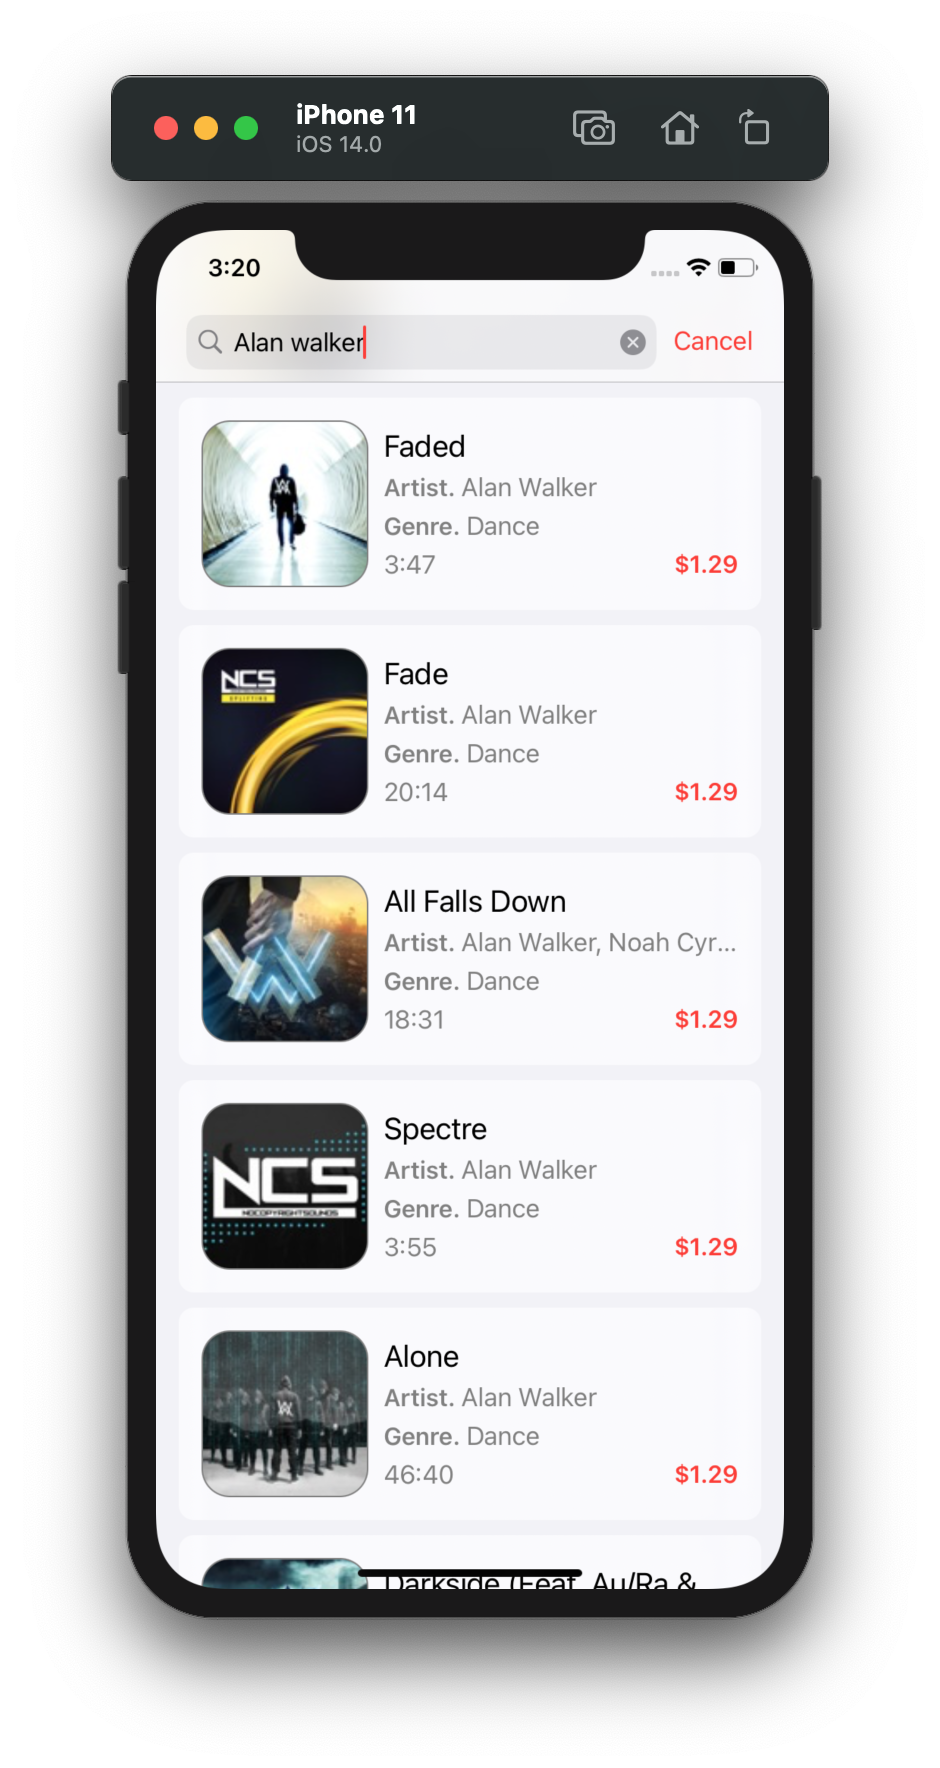 iPhone 11
iOS 14.0
3:20
Alan walker
Cancel
Faded
Artist. Alan Walker
Genre. Dance
3:47
$1.29
NCS
UPLIFTING
Fade
Artist. Alan Walker
Genre. Dance
20:14
$1.29
All Falls Down
Artist. Alan Walker, Noah Cyr...
Genre. Dance
18:31
$1.29
NCS
NOCOPYRIGHTSOUNDS
Spectre
Artist. Alan Walker
Genre. Dance
3:55
$1.29
Alone
Artist. Alan Walker
Genre. Dance
46:40
$1.29
Darkside (Feat. Au/Ra &